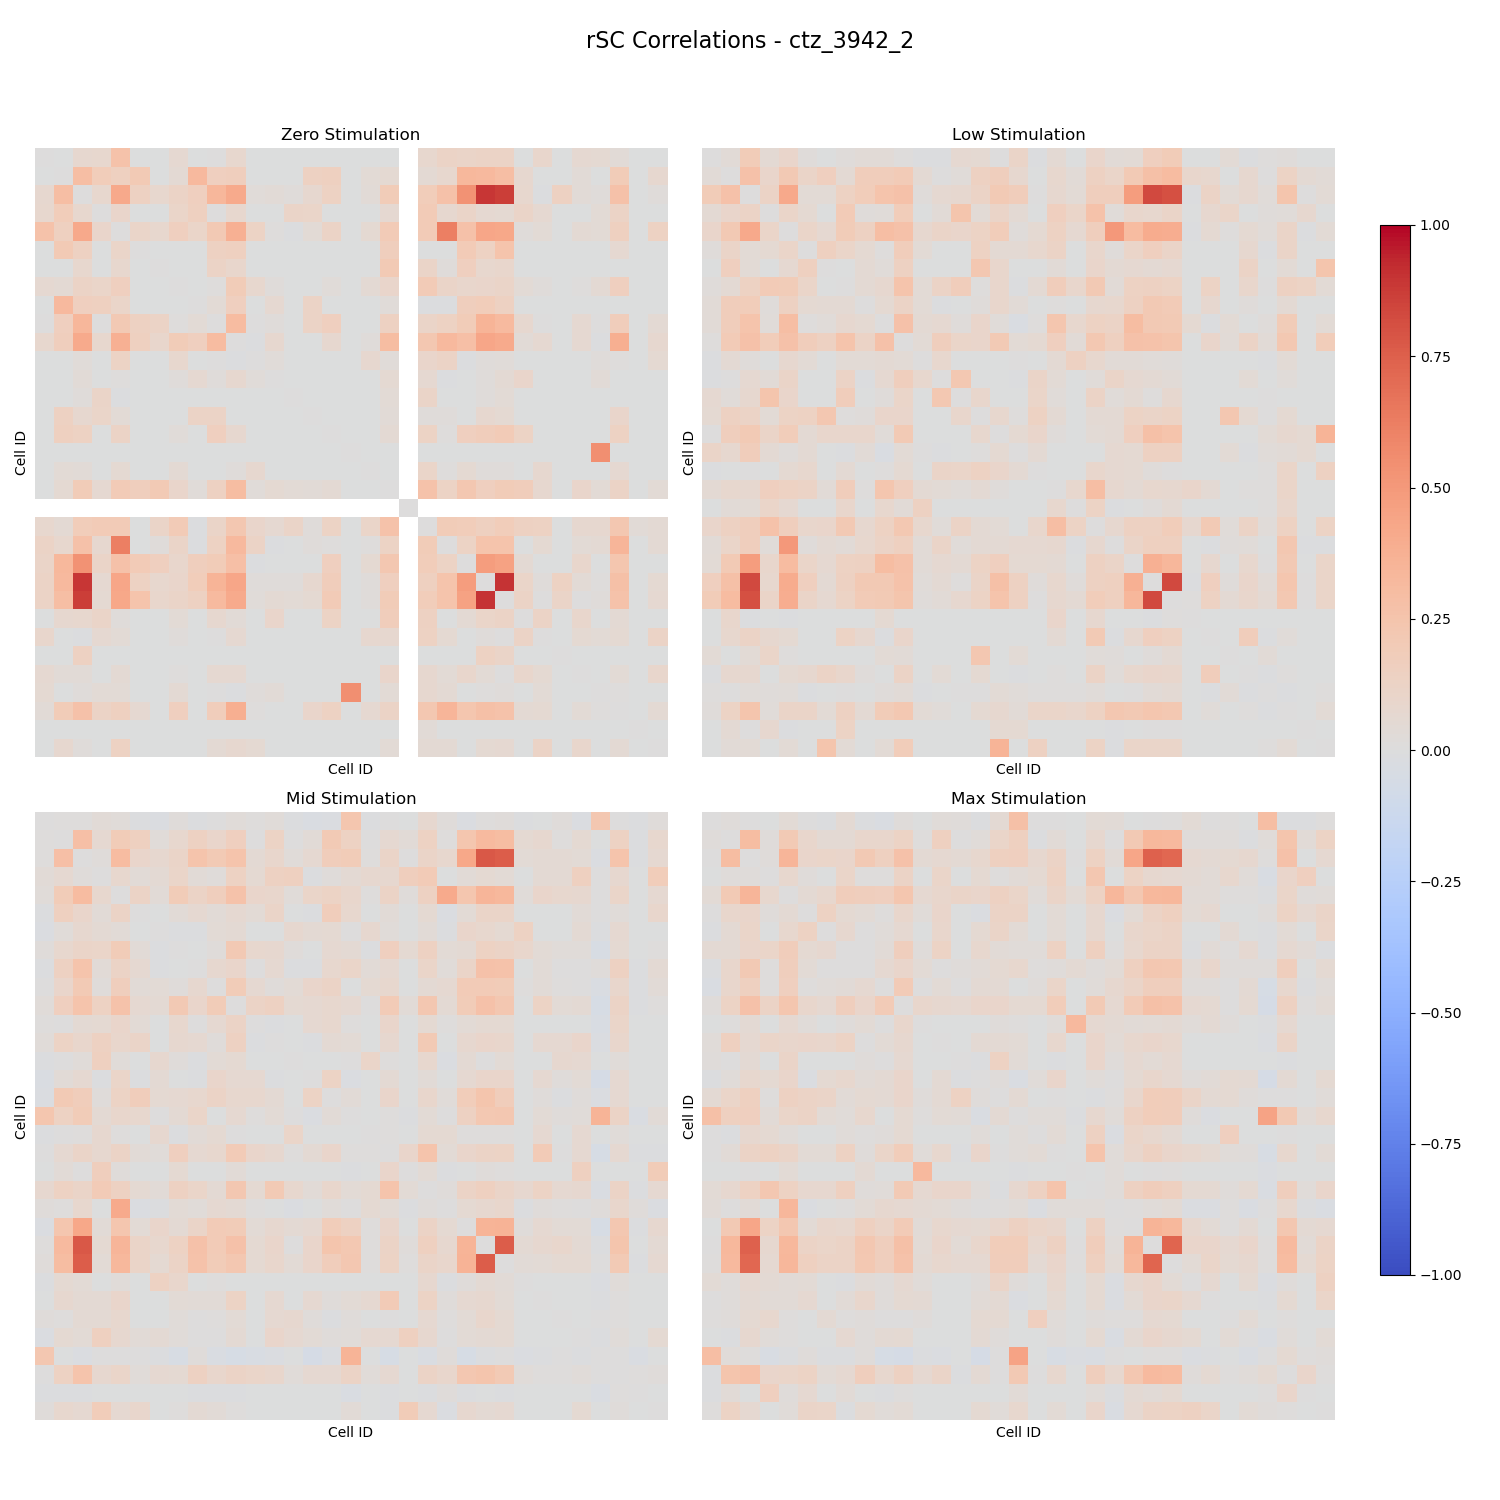 rSC Correlations - ctz_3942_2
Zero Stimulation
Low Stimulation
Cell ID
Cell ID
Cell ID
Cell ID
Mid Stimulation
Max Stimulation
Cell ID
Cell ID
Cell ID
Cell ID
1.00
0.75
0.50
0.25
0.00
−0.25
−0.50
−0.75
−1.00